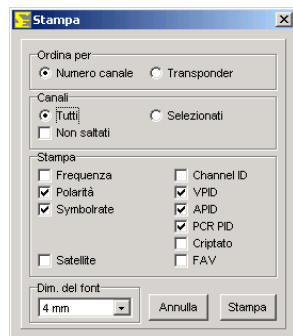 Stampa
Ordina per
Numero canale Transponder
Canali
Tutti Selezionati
Non saltati
Stampa
Frequenza Channel ID
Polarità VPID
Symbolrate APID
PCR PID
Criptato
Satellite FAV
Dim. del font
4 mm Annulla Stampa